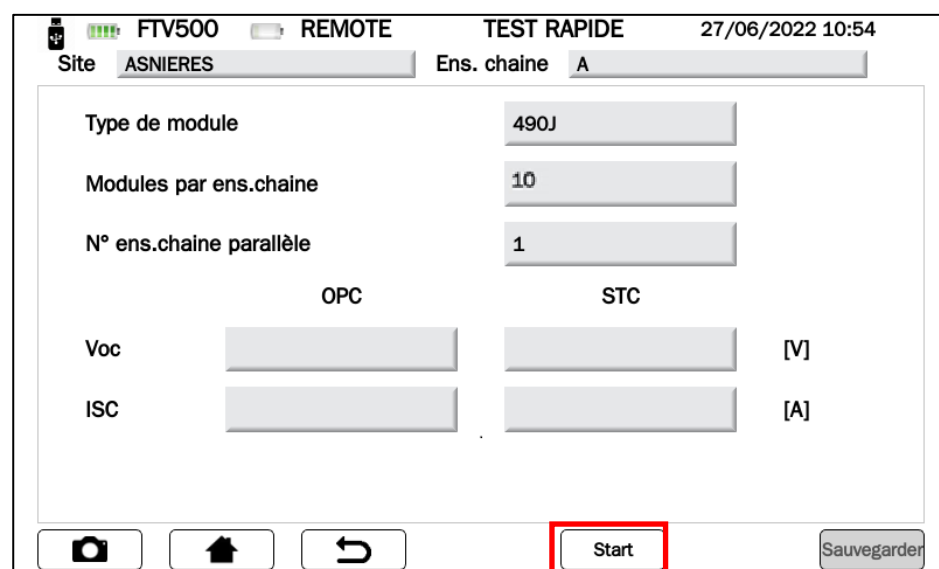 FTV500 REMOTE TEST RAPIDE 27/06/2022 10:54
Site ASNIERES Ens. chaine A
Type de module 490J
Modules par ens.chaine 10
N° ens.chaine parallèle 1
OPC STC
Voc [V]
ISC [A]
Start Sauvegarder